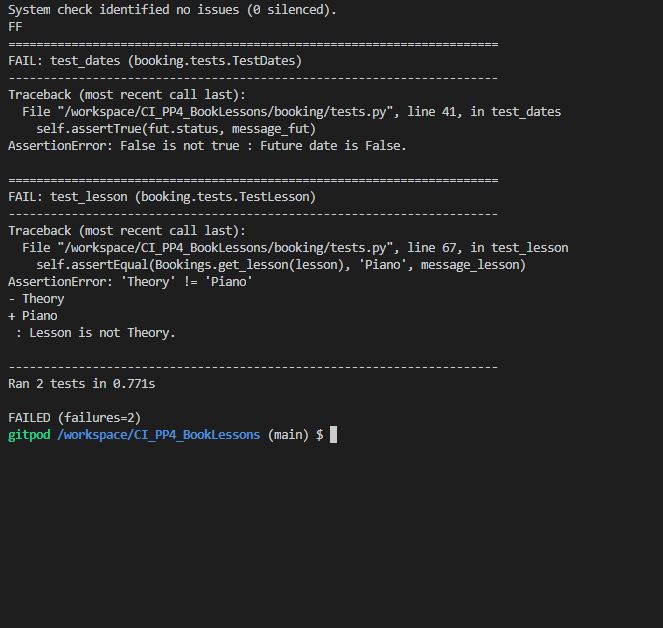 System check identified no issues (0 silenced).
FF
======================================================================
FAIL: test_dates (booking.tests.TestDates)
----------------------------------------------------------------------
Traceback (most recent call last):
  File "/workspace/CI_PP4_BookLessons/booking/tests.py", line 41, in test_dates
    self.assertTrue(fut.status, message_fut)
AssertionError: False is not true : Future date is False.

======================================================================
FAIL: test_lesson (booking.tests.TestLesson)
----------------------------------------------------------------------
Traceback (most recent call last):
  File "/workspace/CI_PP4_BookLessons/booking/tests.py", line 67, in test_lesson
    self.assertEqual(Bookings.get_lesson(lesson), 'Piano', message_lesson)
AssertionError: 'Theory' != 'Piano'
- Theory
+ Piano
 : Lesson is not Theory.

----------------------------------------------------------------------
Ran 2 tests in 0.771s

FAILED (failures=2)
gitpod /workspace/CI_PP4_BookLessons (main) $